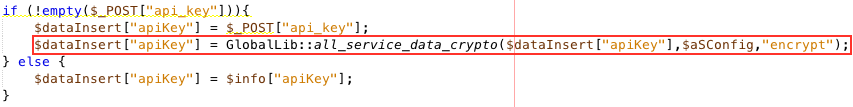 if (!empty($_POST["api_key"])){
    $dataInsert["apiKey"] = $_POST["api_key"];
    $dataInsert["apiKey"] = GlobalLib::all_service_data_crypto($dataInsert["apiKey"],$aSConfig,"encrypt");
} else {
    $dataInsert["apiKey"] = $info["apiKey"];
}